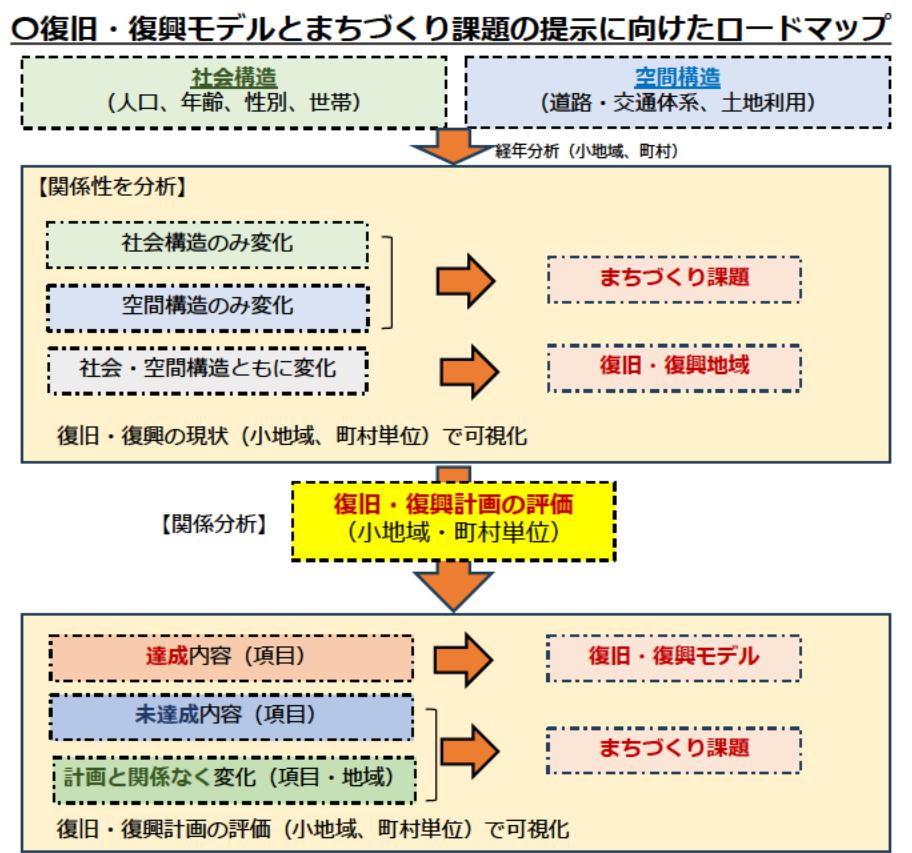 〇復旧・復興モデルとまちづくり課題の提示に向けたロードマップ
社会構造
(人口、年齢、性別、世帯)
空間構造
(道路・交通体系、土地利用)
経年分析(小地域、町村)
【関係性を分析】
社会構造のみ変化
空間構造のみ変化
まちづくり課題
社会・空間構造ともに変化
復旧・復興地域
復旧・復興の現状(小地域、町村単位)で可視化
【関係分析】
復旧・復興計画の評価
(小地域・町村単位)
達成内容(項目)
復旧・復興モデル
未達成内容(項目)
計画と関係なく変化(項目・地域)
まちづくり課題
復旧・復興計画の評価(小地域、町村単位)で可視化